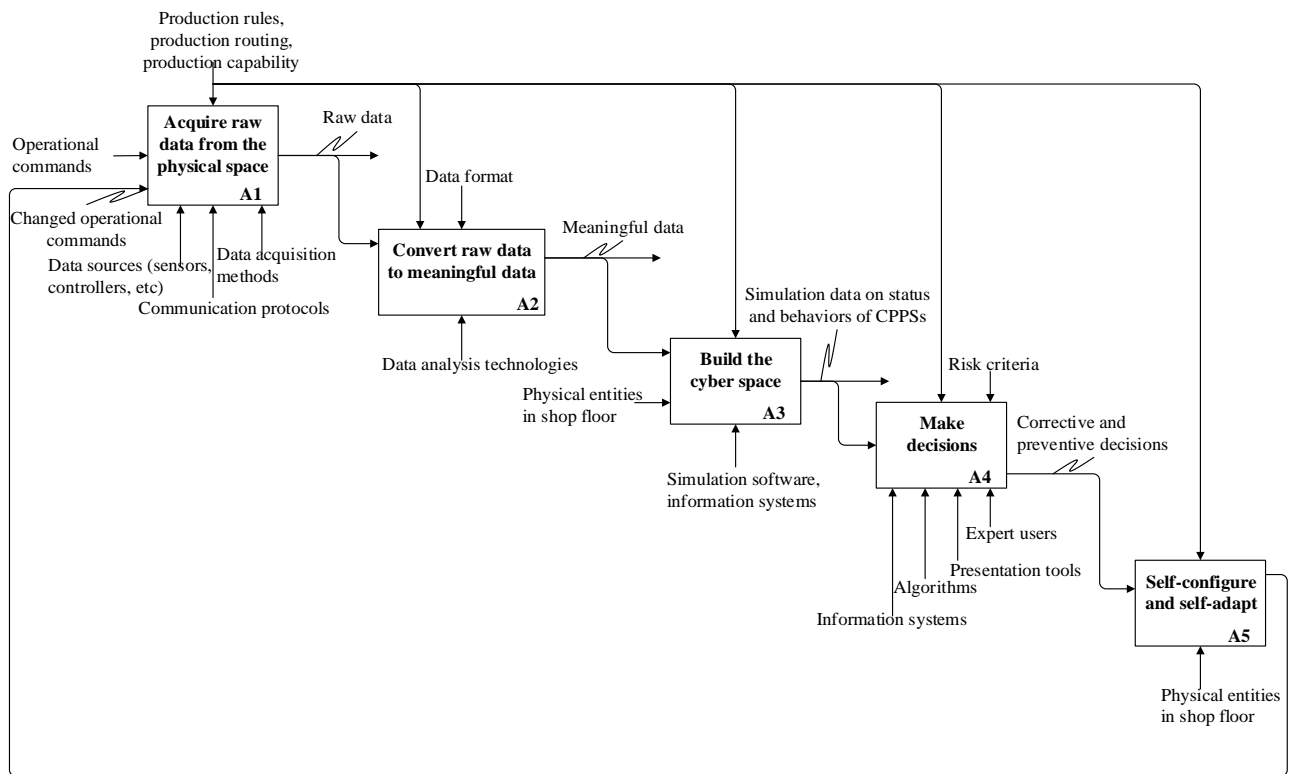 Production rules,
production routing,
production capability
Acquire raw
data from the
physical space
A1
Raw data
Operational
commands
Changed operational
commands
Data sources (sensors,
controllers, etc)
Data acquisition
methods
Communication protocols
Data format
Convert raw data
to meaningful data
A2
Meaningful data
Data analysis technologies
Simulation data on status
and behaviors of CPPSs
Build the
cyber space
A3
Physical entities
in shop floor
Simulation software,
information systems
Risk criteria
Make
decisions
A4
Corrective and
preventive decisions
Expert users
Presentation tools
Algorithms
Information systems
Self-configure
and self-adapt
A5
Physical entities
in shop floor